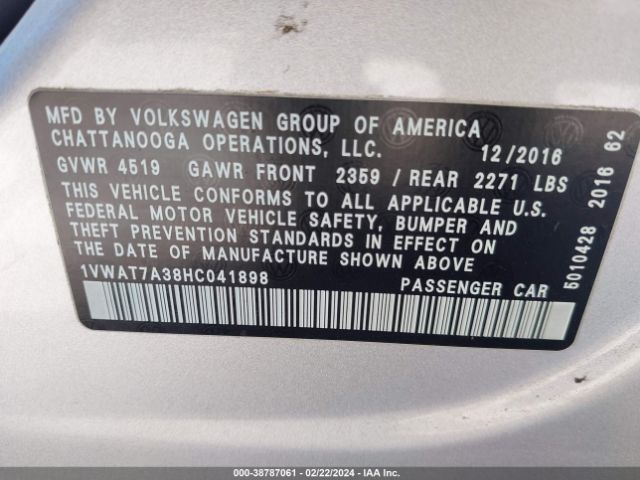 MFD BY VOLKSWAGEN GROUP OF AMERICA
CHATTANOOGA OPERATIONS, LLC. 12/2016
GVWR 4519 GAWR FRONT 2359 / REAR 2271 LBS
THIS VEHICLE CONFORMS TO ALL APPLICABLE U.S.
FEDERAL MOTOR VEHICLE SAFETY, BUMPER AND
THEFT PREVENTION STANDARDS IN EFFECT ON
THE DATE OF MANUFACTURE SHOWN ABOVE
1VWAT7A38HC041898 PASSENGER CAR
5010428 2016 62
000-38787061 - 02/22/2024 - IAAI.COM